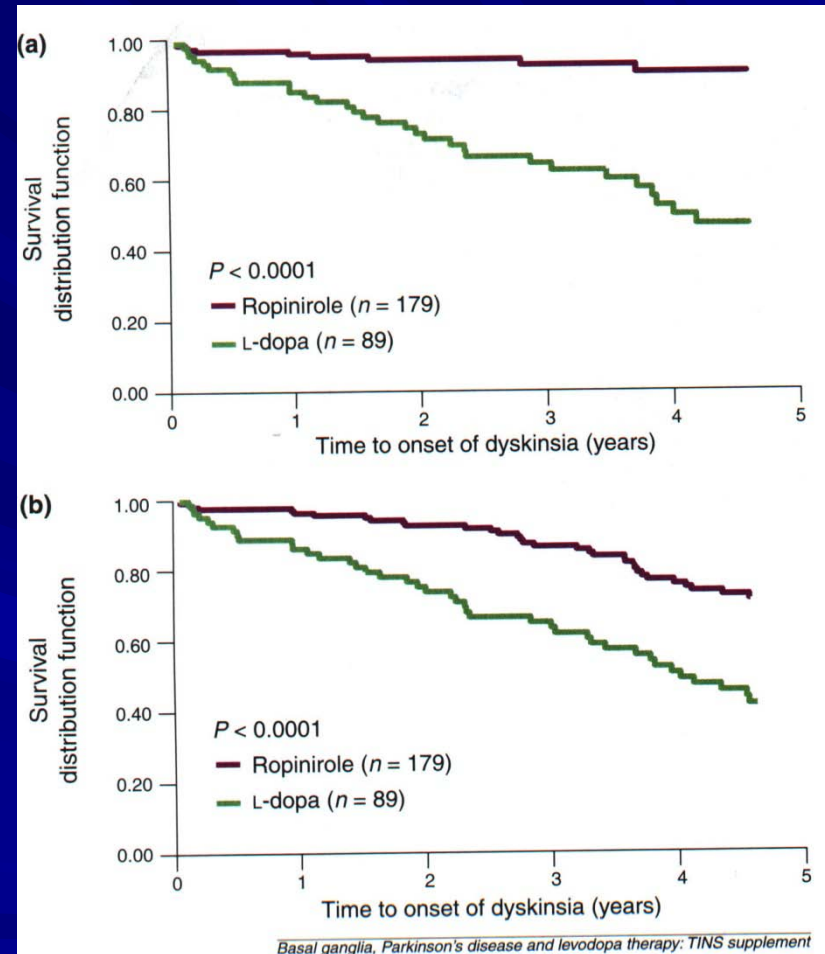 (a)
Survival
distribution function
1.00
0.80
0.60
0.40
0.20
0.00
P < 0.0001
Ropinirole (n = 179)
L-dopa (n = 89)
0 1 2 3 4 5
Time to onset of dyskinsia (years)
(b)
Survival
distribution function
1.00
0.80
0.60
0.40
0.20
0.00
P < 0.0001
Ropinirole (n = 179)
L-dopa (n = 89)
0 1 2 3 4 5
Time to onset of dyskinsia (years)
Basal ganglia, Parkinson's disease and levodopa therapy: TINS supplement